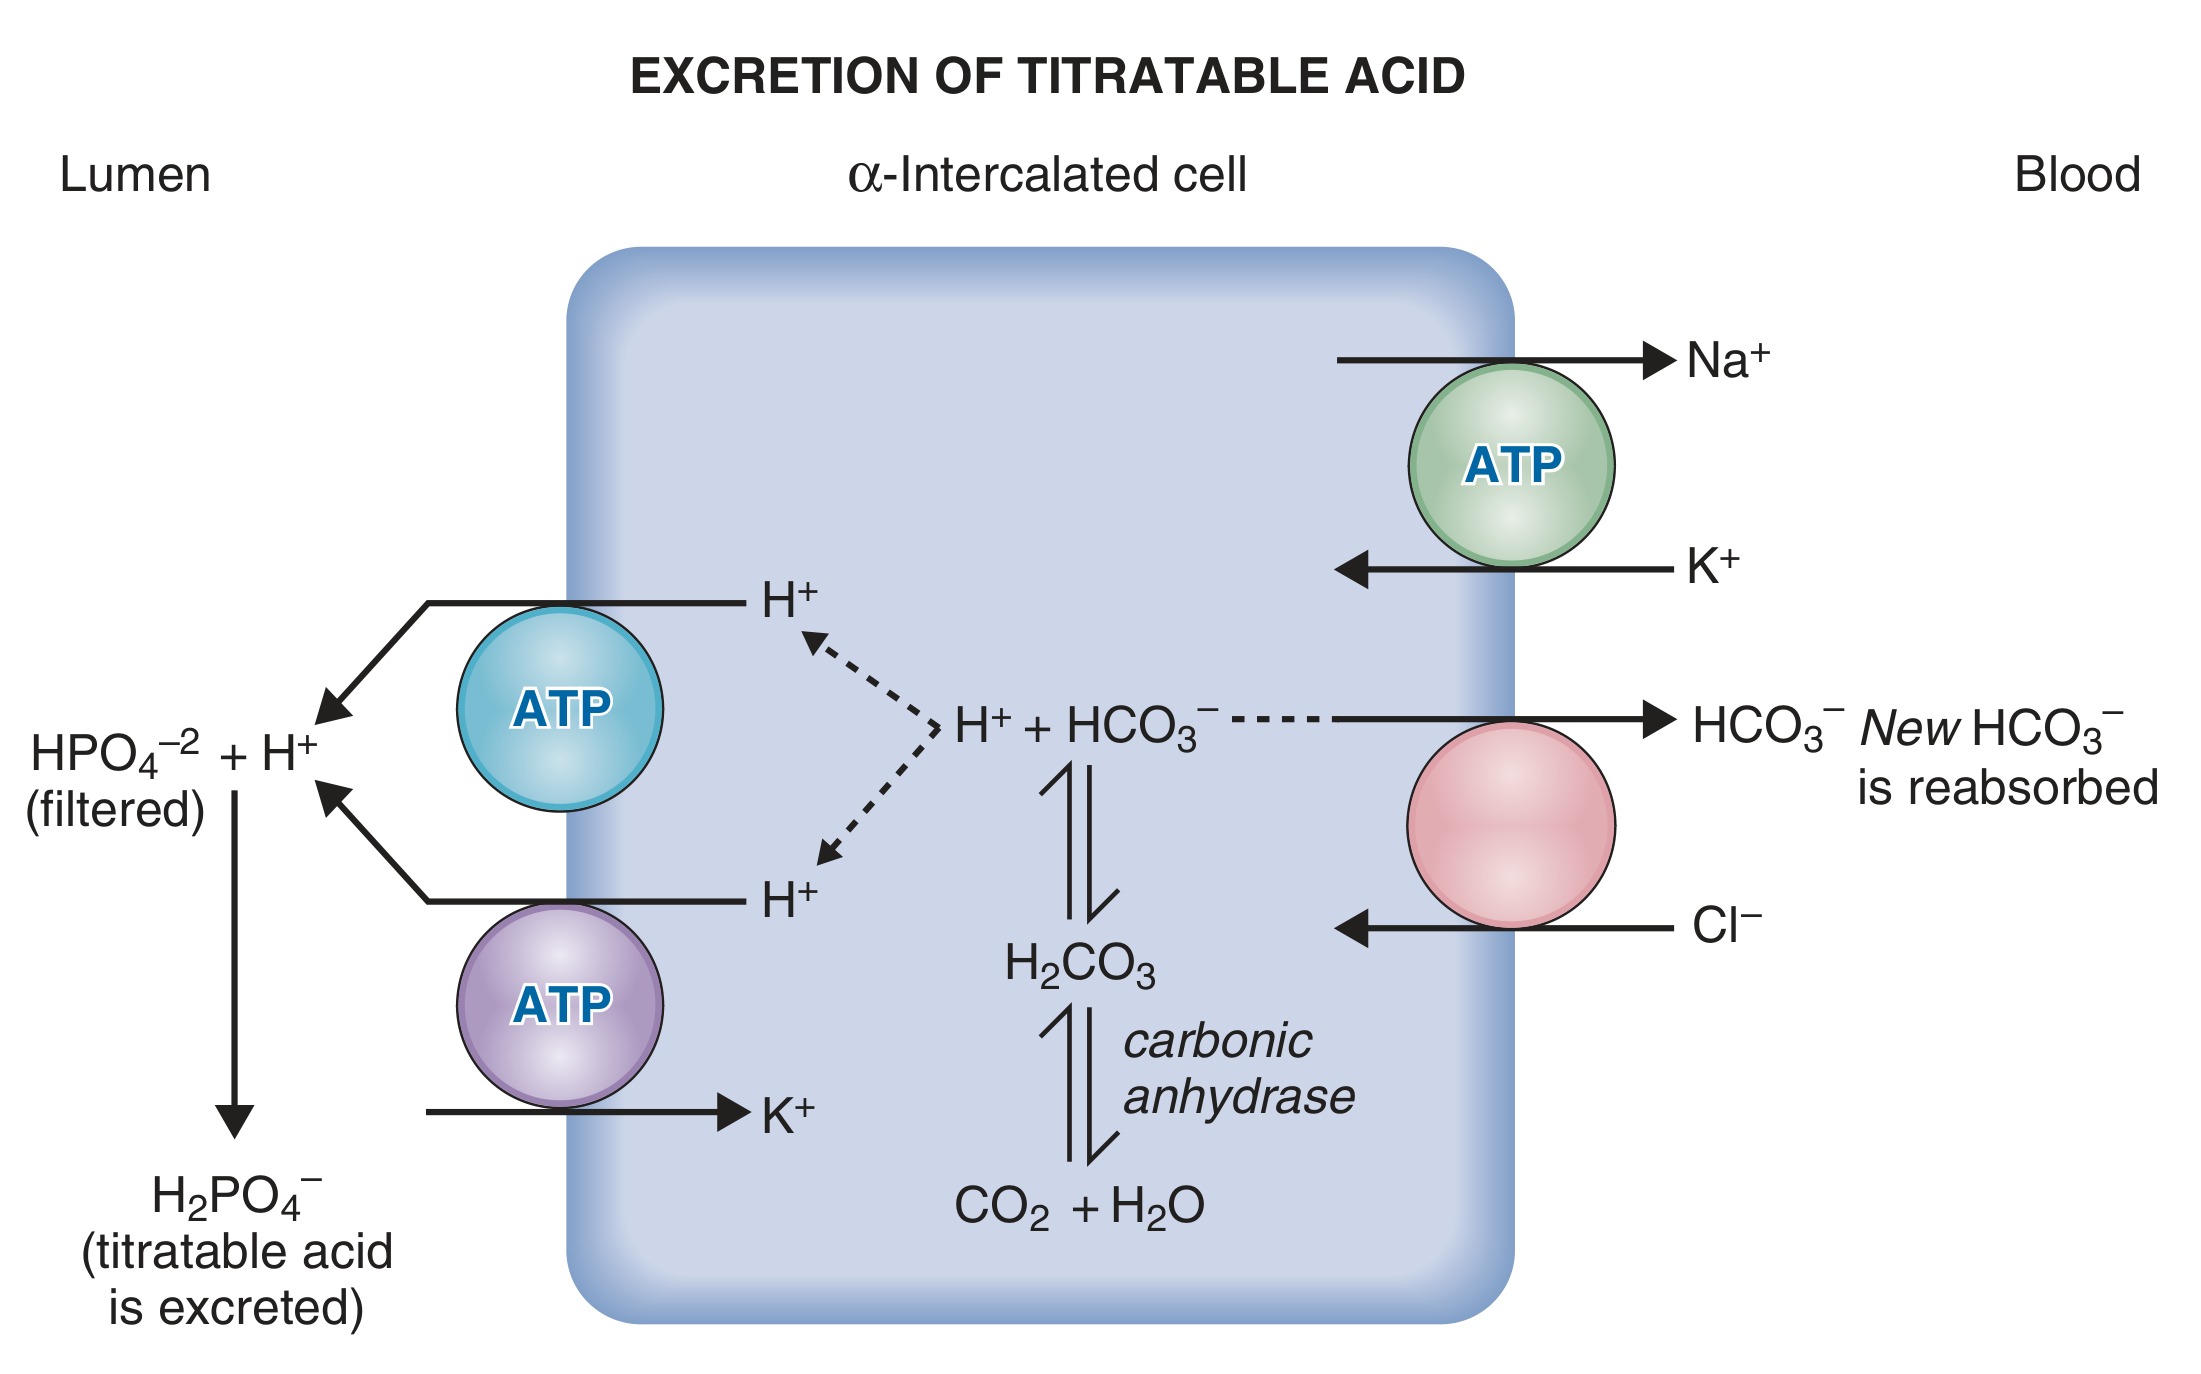 EXCRETION OF TITRATABLE ACID
Lumen
α-Intercalated cell
Blood
Na⁺
ATP
K⁺
H⁺
ATP
HPO₄⁻² + H⁺
(filtered)
H⁺ + HCO₃⁻
HCO₃⁻ New HCO₃⁻
is reabsorbed
H⁺
Cl⁻
H₂CO₃
ATP
carbonic
anhydrase
K⁺
H₂PO₄⁻
(titratable acid
is excreted)
CO₂ + H₂O